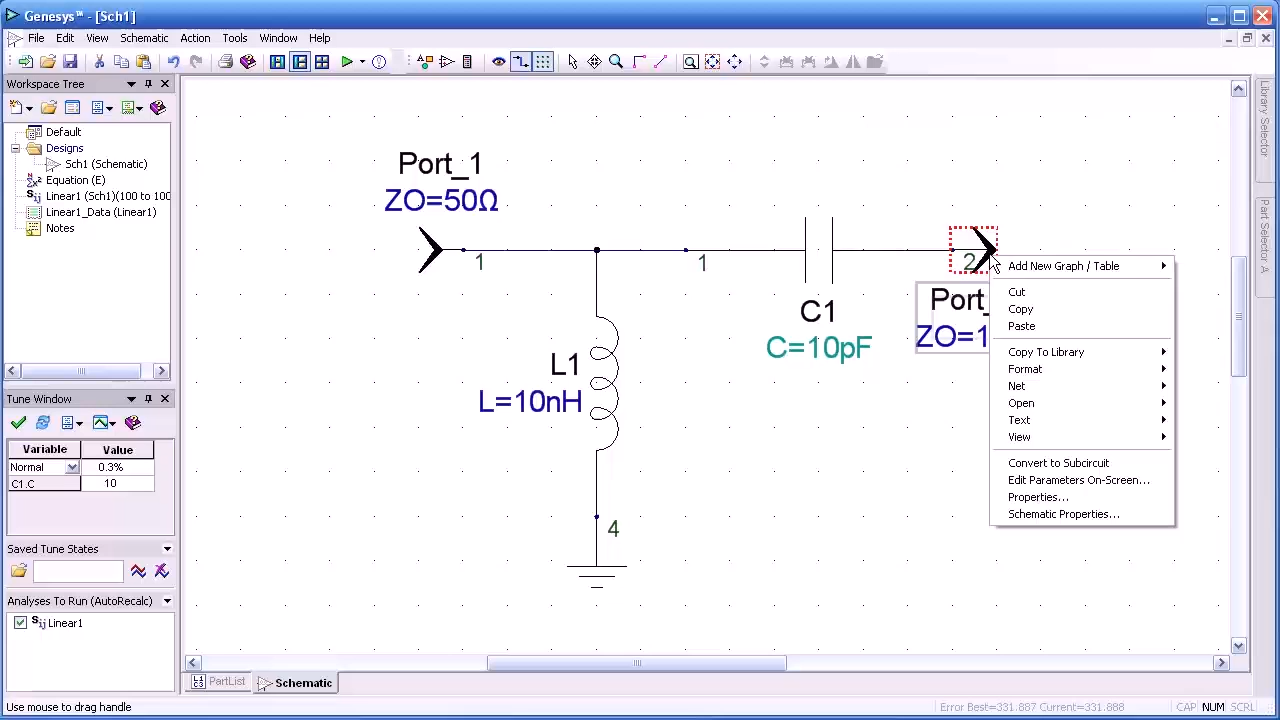 Genesys™ - [Sch1]
File Edit View Schematic Action Tools Window Help
Workspace Tree
Default
Designs
Sch1 (Schematic)
Equation (E)
Linear1 (Sch1)(100 to 100
Linear1_Data (Linear1)
Notes
Tune Window
Variable Value
Normal 0.3%
C1.C 10
Saved Tune States
Analyses To Run (AutoRecalc)
Linear1
Port_1
ZO=50Ω
1
1
2
Port_
ZO=1
C1
C=10pF
L1
L=10nH
4
Add New Graph / Table
Cut
Copy
Paste
Copy To Library
Format
Net
Open
Text
View
Convert to Subcircuit
Edit Parameters On-Screen...
Properties...
Schematic Properties...
Library Selector
Part Selector A
PartList Schematic
Use mouse to drag handle
Error Best=331.887 Current=331.888 CAP NUM SCRL